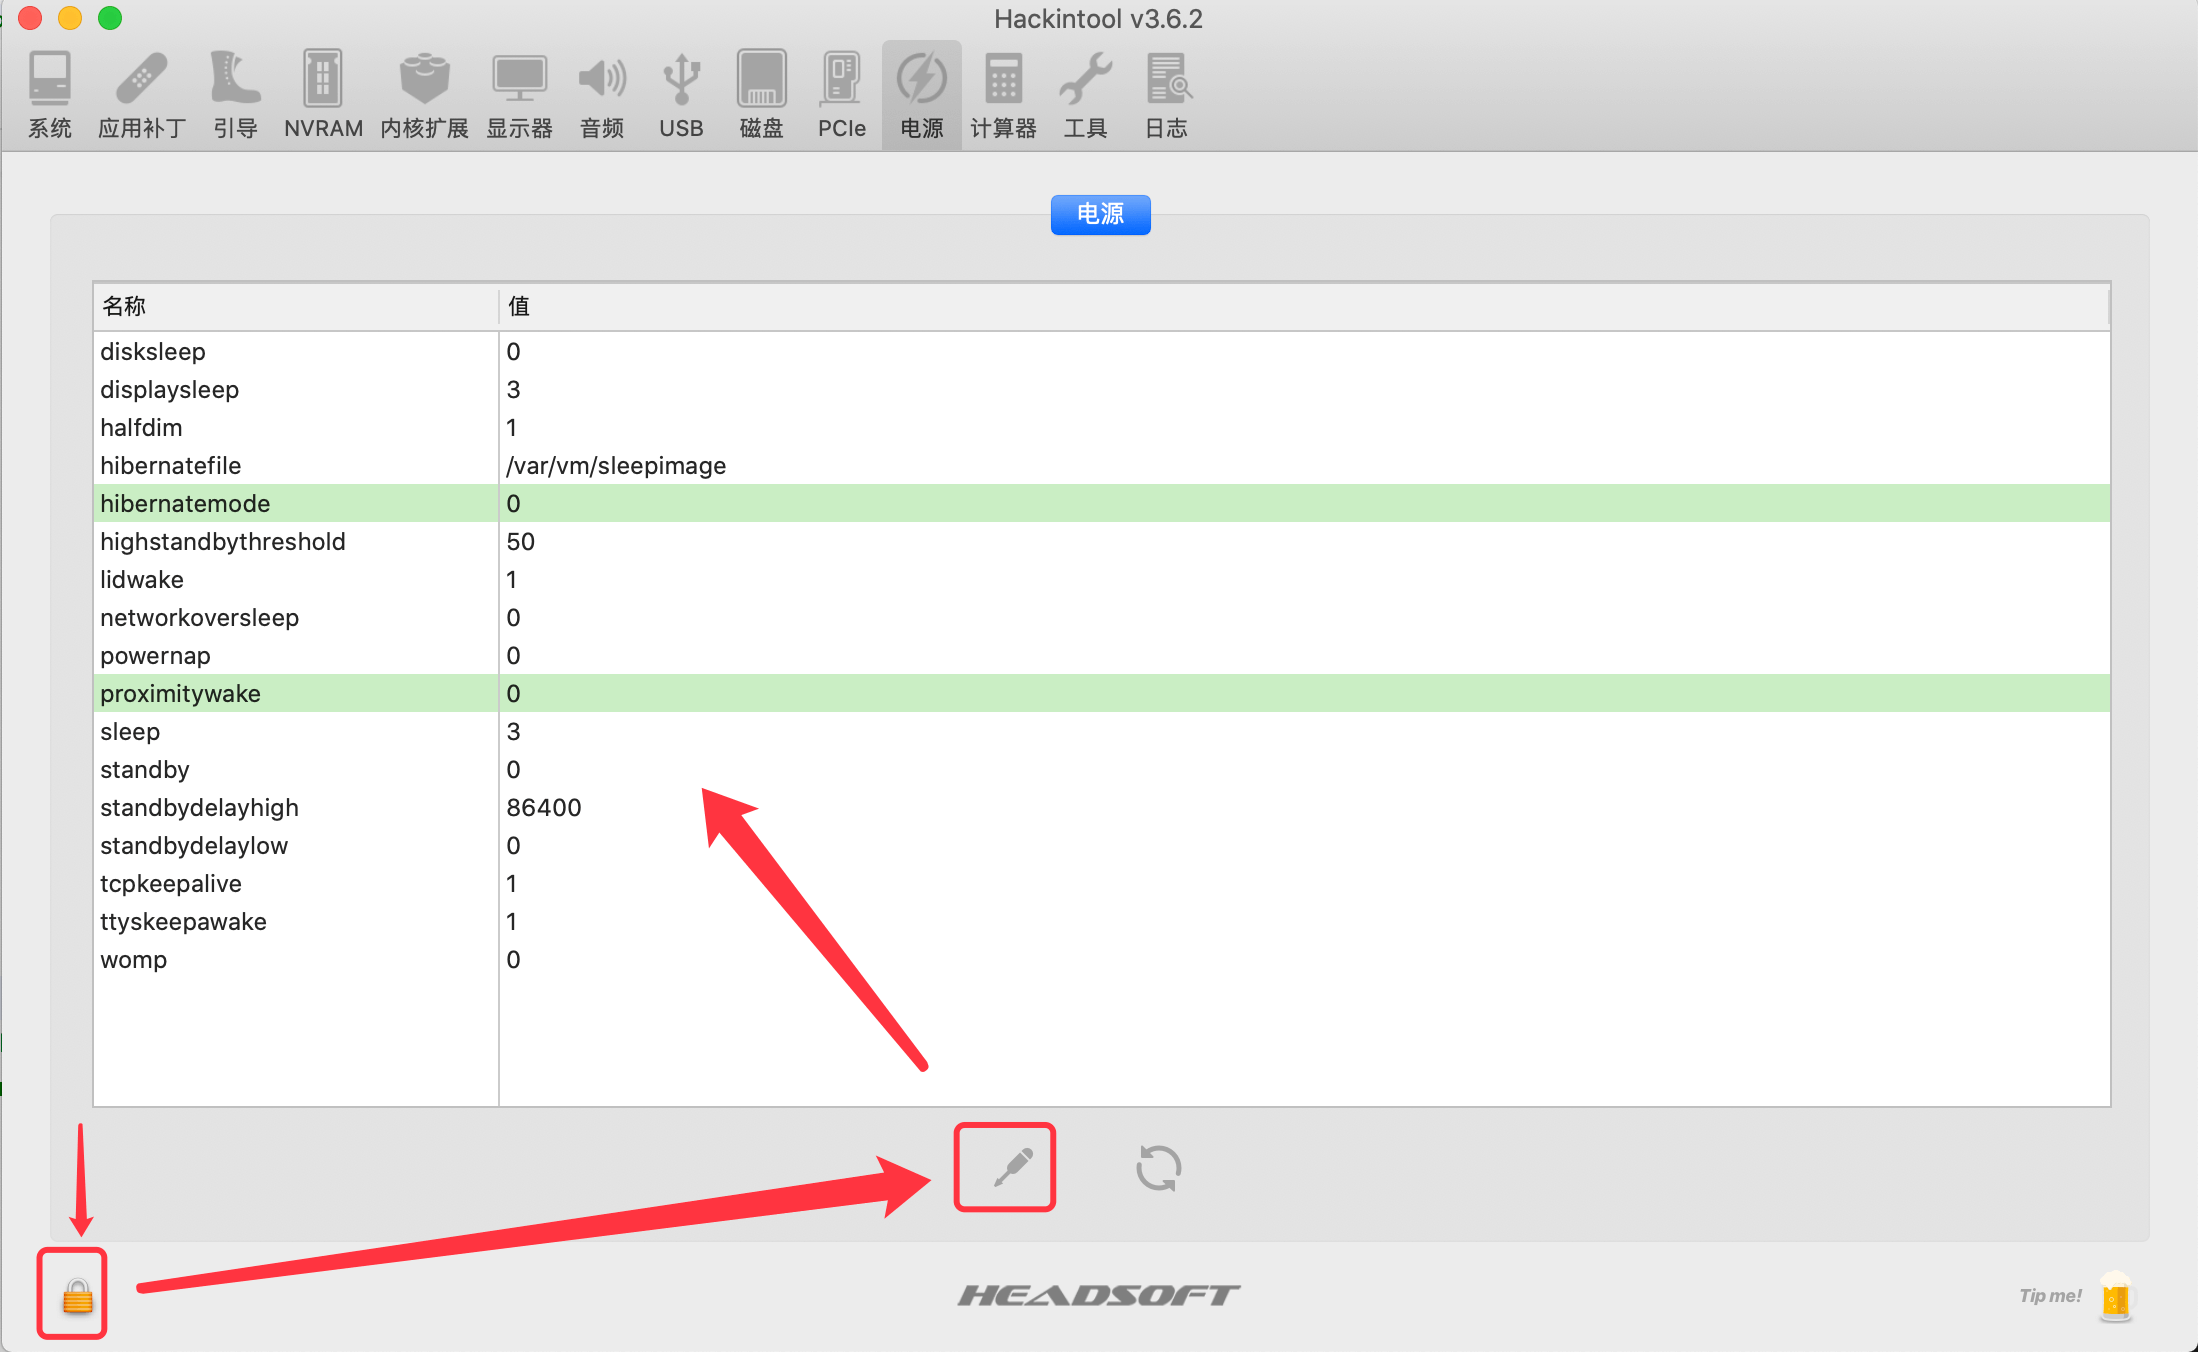 Hackintool v3.6.2
系统 应用补丁 引导 NVRAM 内核扩展 显示器 音频 USB 磁盘 PCIe 电源 计算器 工具 日志
电源
名称 值
disksleep 0
displaysleep 3
halfdim 1
hibernatefile /var/vm/sleepimage
hibernatemode 0
highstandbythreshold 50
lidwake 1
networkoversleep 0
powernap 0
proximitywake 0
sleep 3
standby 0
standbydelayhigh 86400
standbydelaylow 0
tcpkeepalive 1
ttyskeepawake 1
womp 0
HEADSOFT
Tip me!